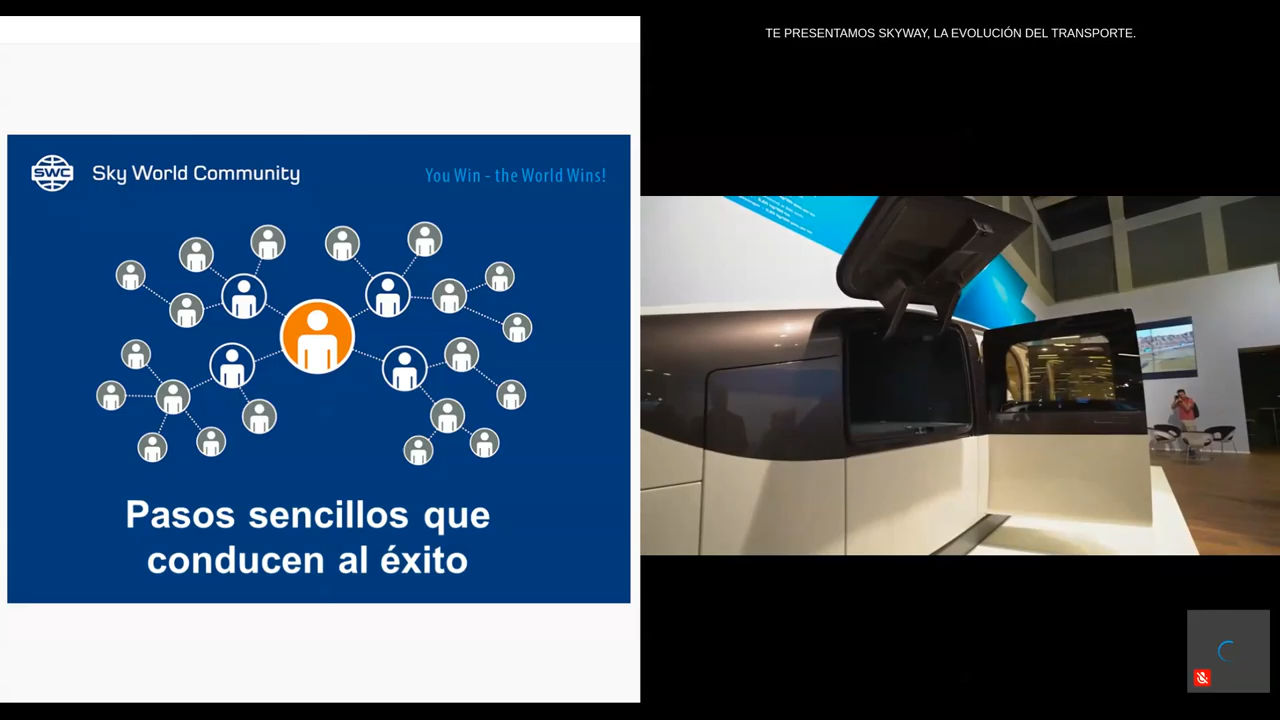 TE PRESENTAMOS SKYWAY, LA EVOLUCIÓN DEL TRANSPORTE.
SWC
Sky World Community
You Win - the World Wins!
Pasos sencillos que
conducen al éxito